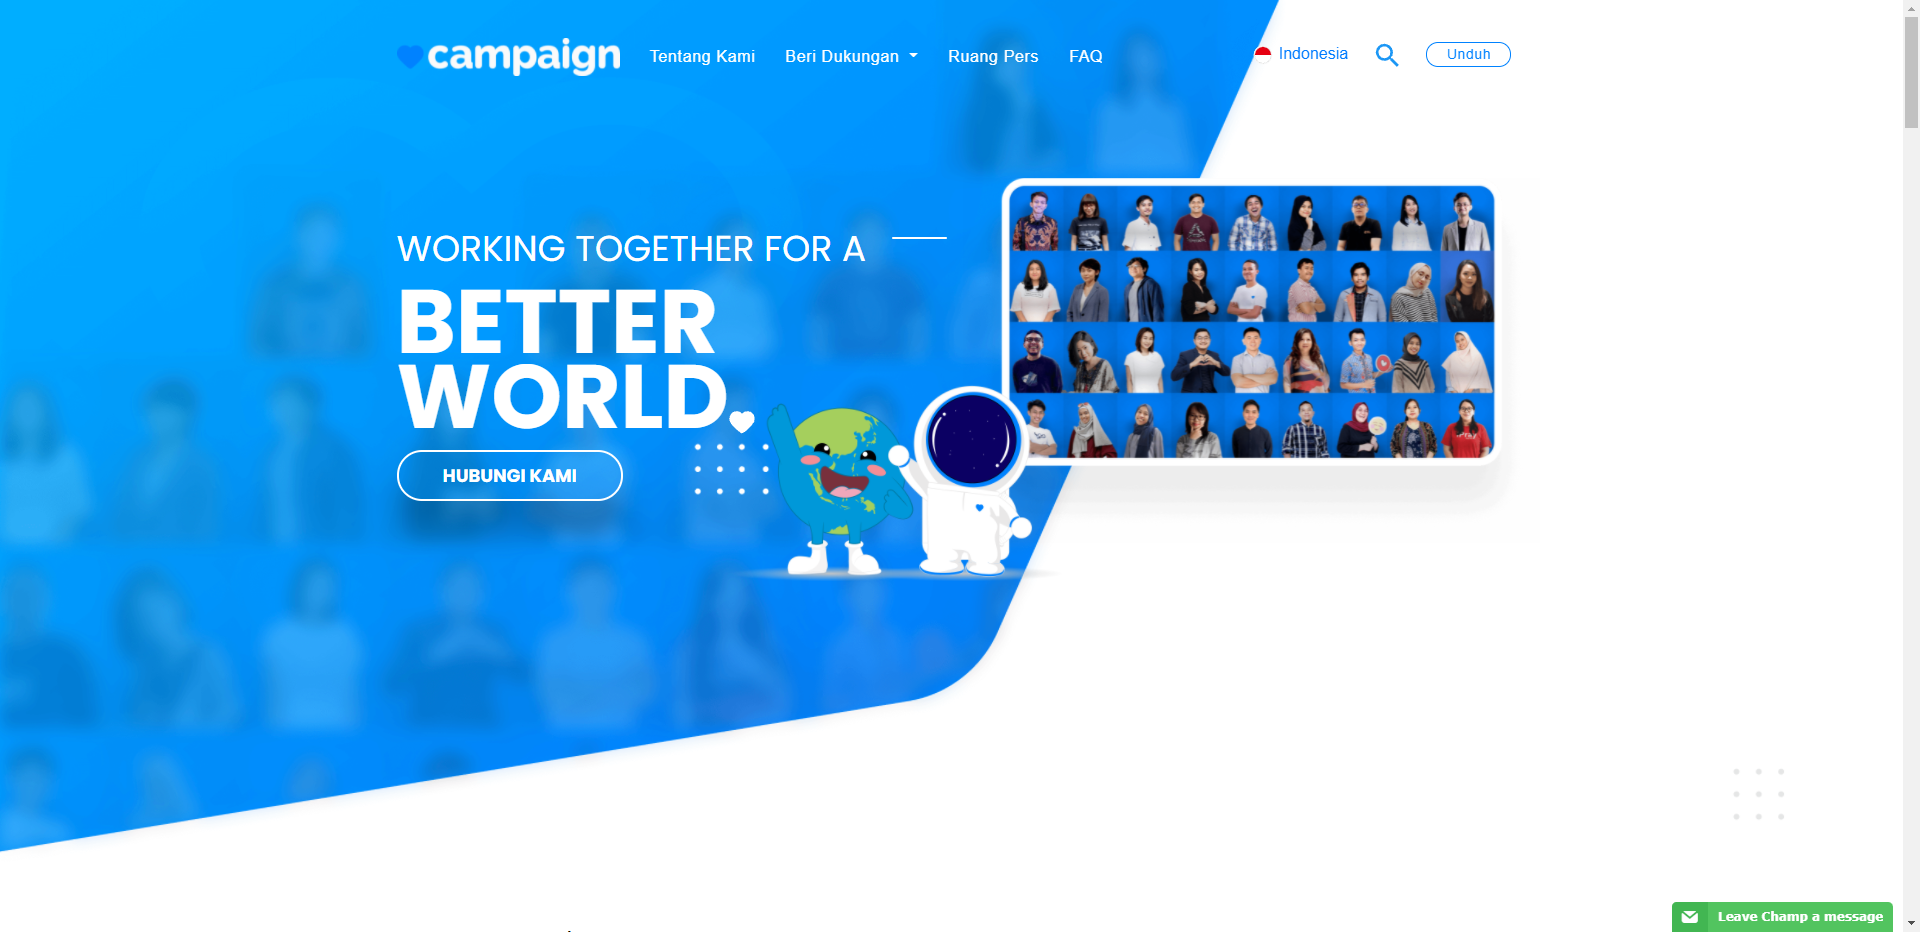 campaign
Tentang Kami
Beri Dukungan
Ruang Pers
FAQ
Indonesia
Unduh
WORKING TOGETHER FOR A
BETTER
WORLD
HUBUNGI KAMI
Leave Champ a message